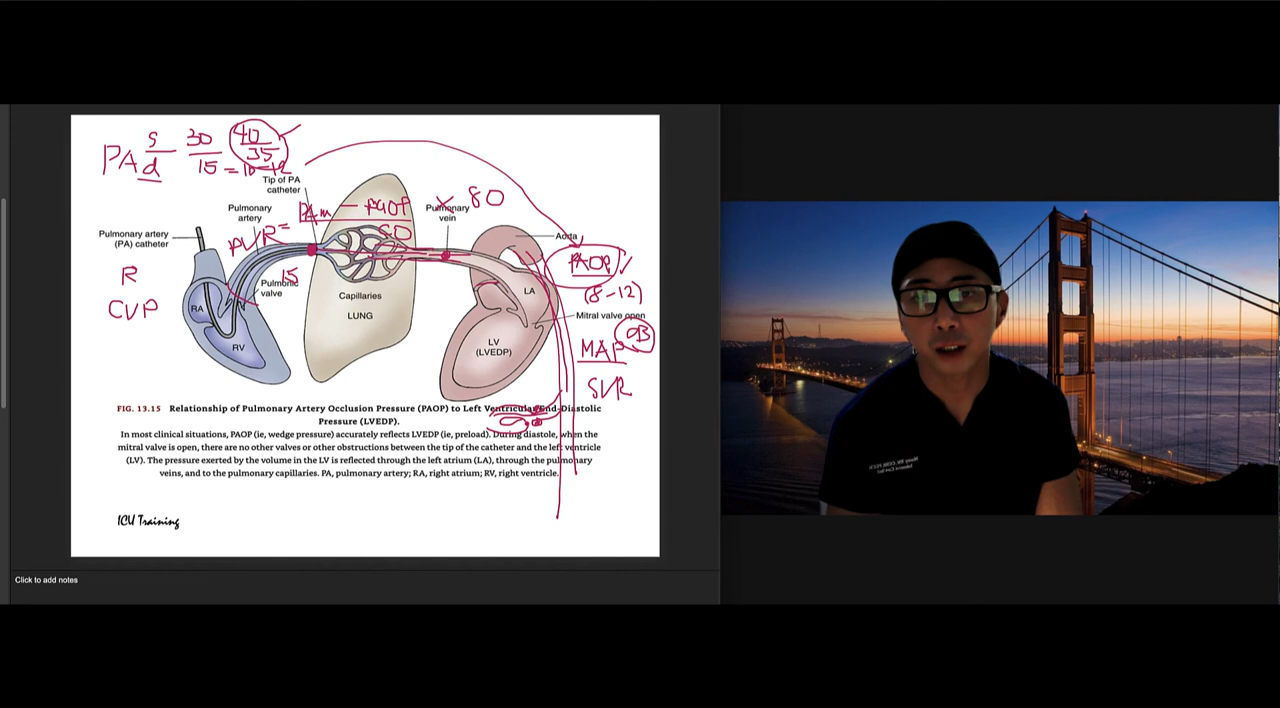 PA s/d 30/15 = 10-12 40/35
Tip of PA
catheter
Pulmonary
artery
PAm — PAOP
Pulmonary
vein
80
Pulmonary artery
(PA) catheter
PVR =
CO
Aorta
PAOP
(8-12)
R
CVP
Pulmonic
valve
15
Capillaries
LUNG
RA
RV
LA
LV
(LVEDP)
Mitral valve open
MAP
SVR
FIG. 13.15 Relationship of Pulmonary Artery Occlusion Pressure (PAOP) to Left Ventricular End-Diastolic
Pressure (LVEDP).
In most clinical situations, PAOP (ie, wedge pressure) accurately reflects LVEDP (ie, preload). During diastole, when the
mitral valve is open, there are no other valves or other obstructions between the tip of the catheter and the left ventricle
(LV). The pressure exerted by the volume in the LV is reflected through the left atrium (LA), through the pulmonary
veins, and to the pulmonary capillaries. PA, pulmonary artery; RA, right atrium; RV, right ventricle.
ICU Training
Click to add notes